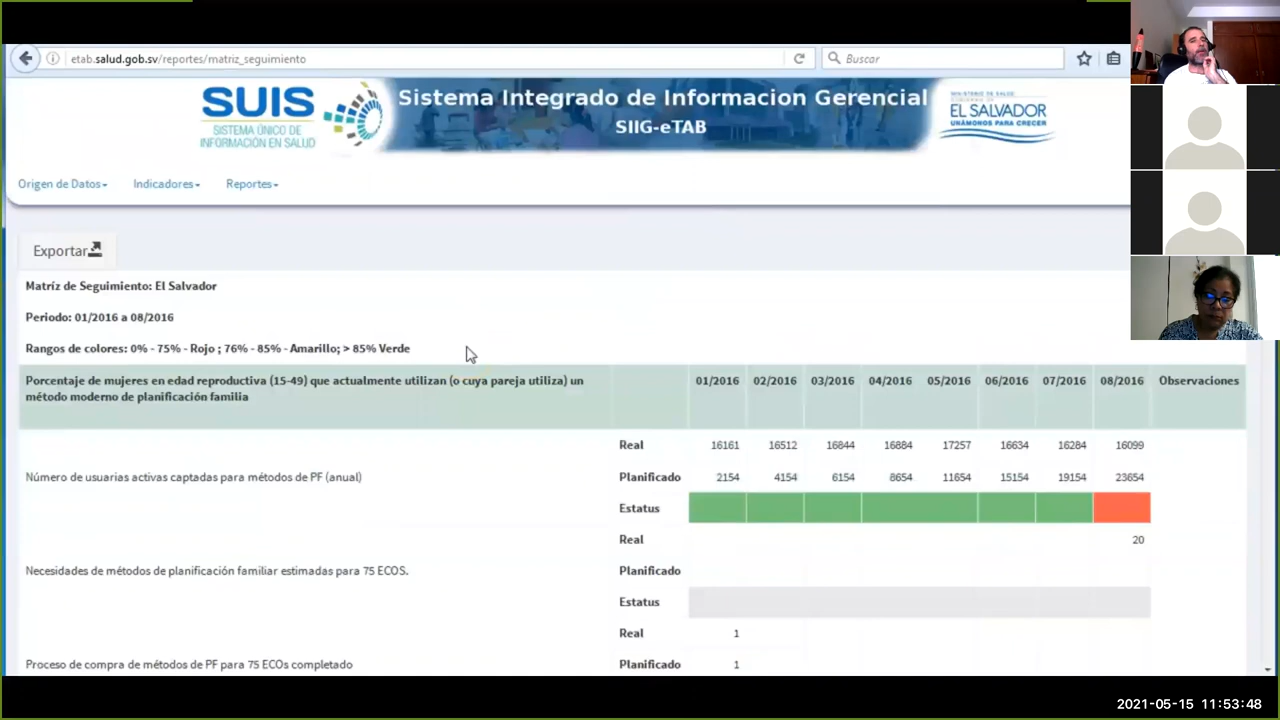 etab.salud.gob.sv/reportes/matriz_seguimiento
Buscar
SUIS
SISTEMA ÚNICO DE
INFORMACIÓN EN SALUD
Sistema Integrado de Informacion Gerencial
SIIG-eTAB
MINISTERIO DE SALUD
EL SALVADOR
UNÁMONOS PARA CRECER
Origen de Datos
Indicadores
Reportes
Exportar
Matríz de Seguimiento: El Salvador
Periodo: 01/2016 a 08/2016
Rangos de colores: 0% - 75% - Rojo ; 76% - 85% - Amarillo; > 85% Verde
Porcentaje de mujeres en edad reproductiva (15-49) que actualmente utilizan (o cuya pareja utiliza) un
método moderno de planificación familia
01/2016 02/2016 03/2016 04/2016 05/2016 06/2016 07/2016 08/2016 Observaciones
Real 16161 16512 16844 16884 17257 16634 16284 16099
Número de usuarias activas captadas para métodos de PF (anual) Planificado 2154 4154 6154 8654 11654 15154 19154 23654
Estatus
Real 20
Necesidades de métodos de planificación familiar estimadas para 75 ECOS. Planificado
Estatus
Real 1
Proceso de compra de métodos de PF para 75 ECOs completado Planificado 1
2021-05-15 11:53:48